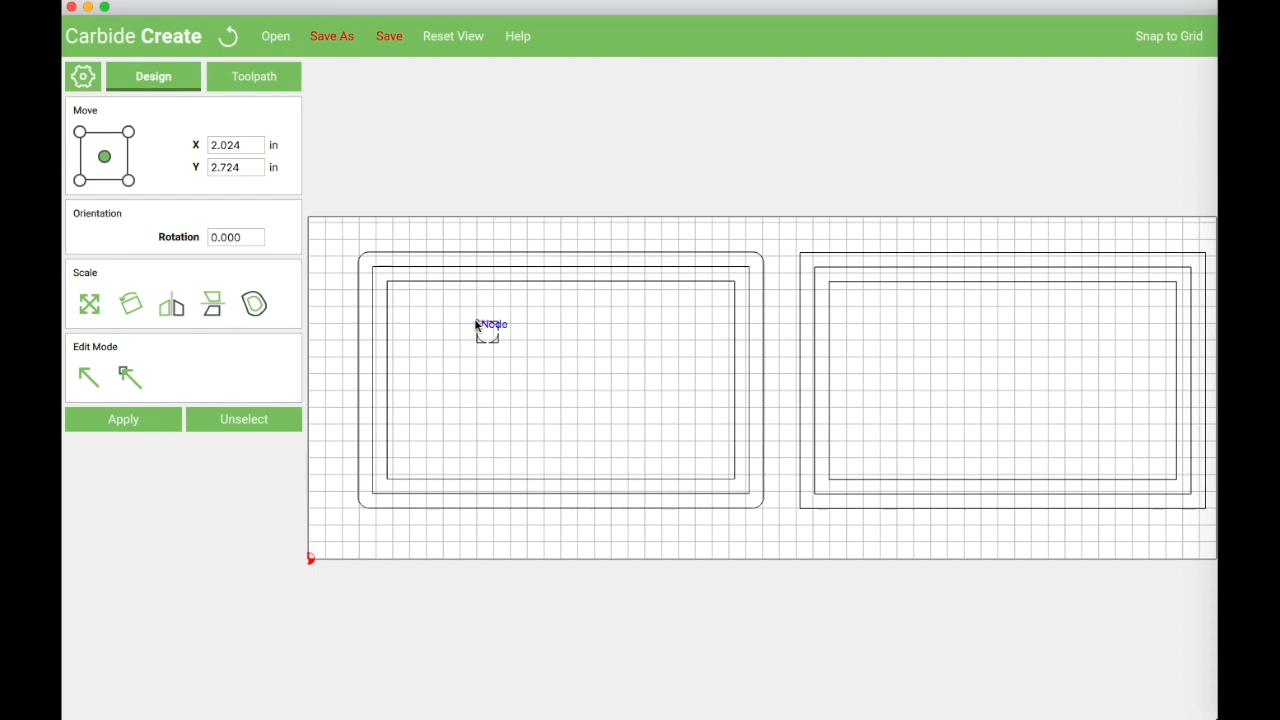 Carbide Create Open Save As Save Reset View Help Snap to Grid
Design Toolpath
Move
X 2.024 in
Y 2.724 in
Orientation
Rotation 0.000
Scale
Edit Mode
Apply Unselect
Node